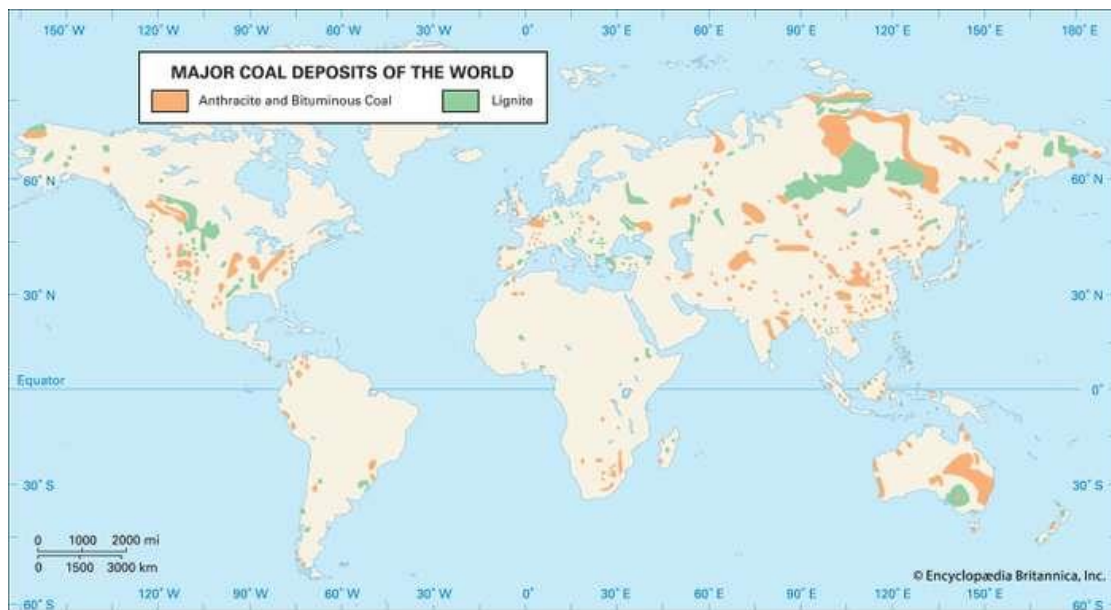 150° W 120° W 90° W 60° W 30° W 0° 30° E 60° E 90° E 120° E 150° E 180° E
MAJOR COAL DEPOSITS OF THE WORLD
Anthracite and Bituminous Coal Lignite
60° N 60° N
30° N 30° N
Equator 0°
30° S 30° S
0 1000 2000 mi
0 1500 3000 km
© Encyclopædia Britannica, Inc.
60° S 150° W 120° W 90° W 60° W 30° W 0° 30° E 60° E 90° E 120° E 150° E 60° S